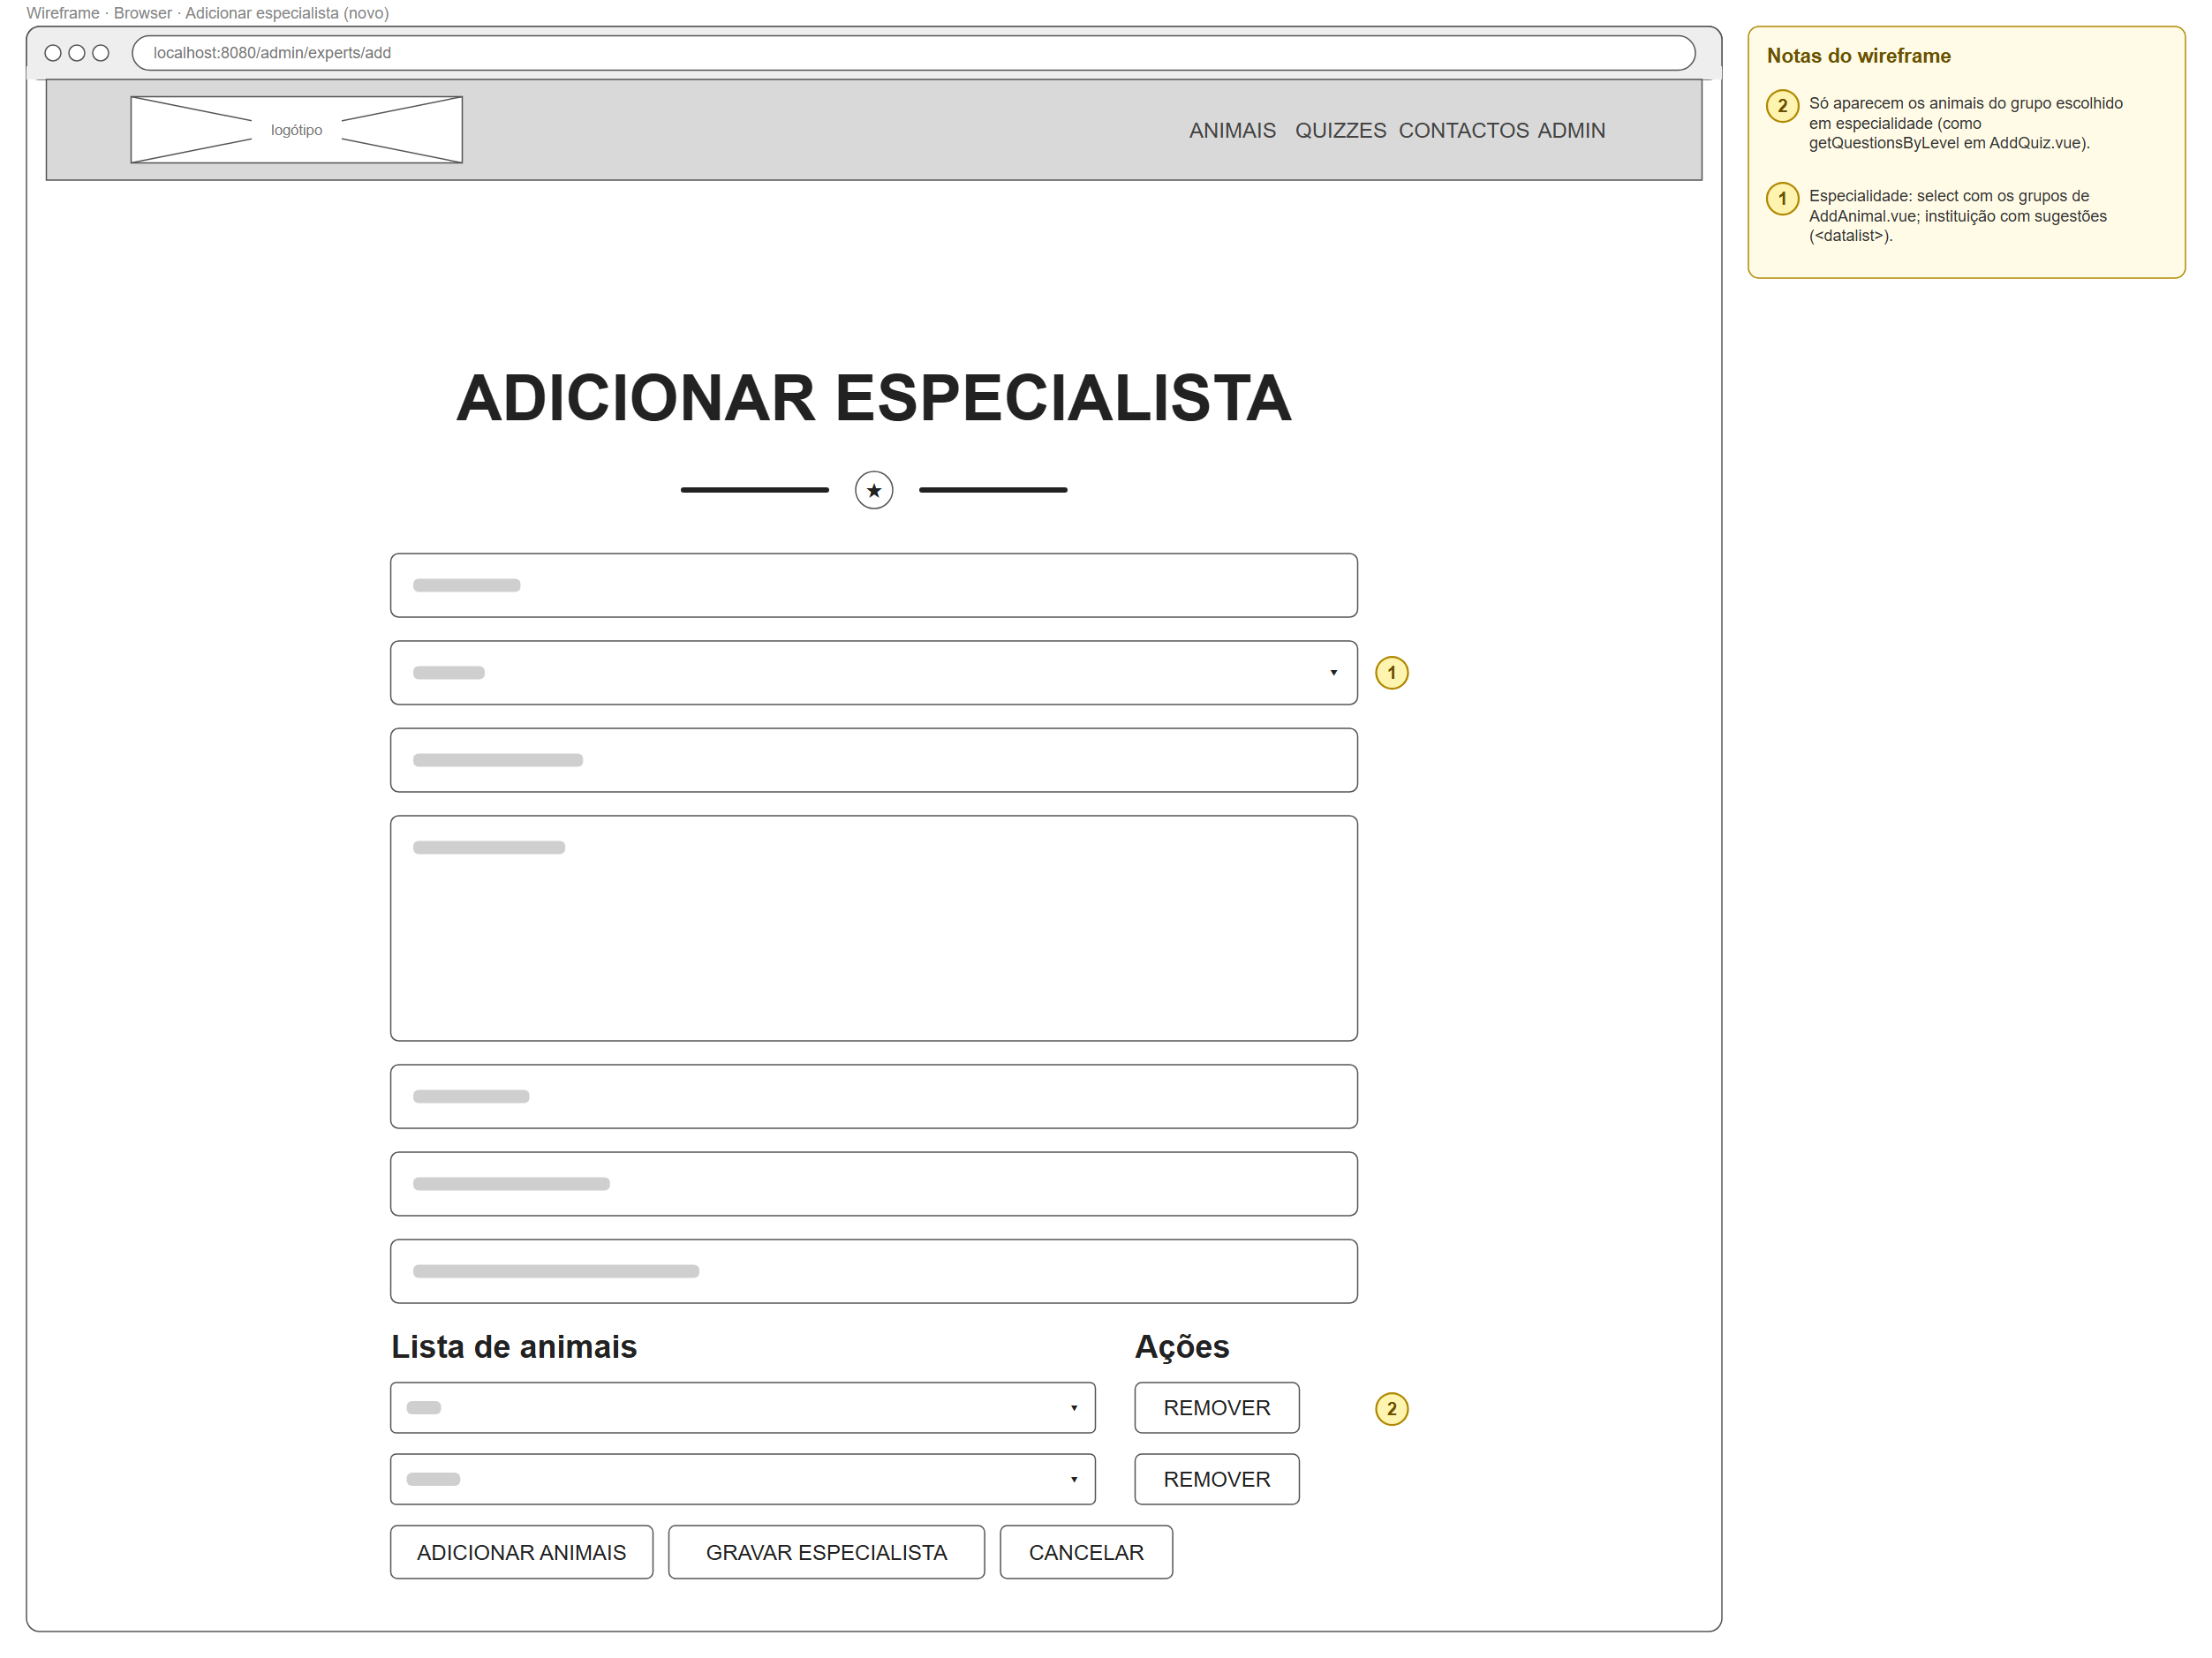 Wireframe · Browser · Adicionar especialista (novo)
localhost:8080/admin/experts/add
logótipo
ANIMAIS QUIZZES CONTACTOS ADMIN
ADICIONAR ESPECIALISTA
★
1
Lista de animais
Ações
▾
REMOVER
2
REMOVER
ADICIONAR ANIMAIS
GRAVAR ESPECIALISTA
CANCELAR
Notas do wireframe
2
Só aparecem os animais do grupo escolhido
em especialidade (como
getQuestionsByLevel em AddQuiz.vue).
1
Especialidade: select com os grupos de
AddAnimal.vue; instituição com sugestões
(<datalist>).